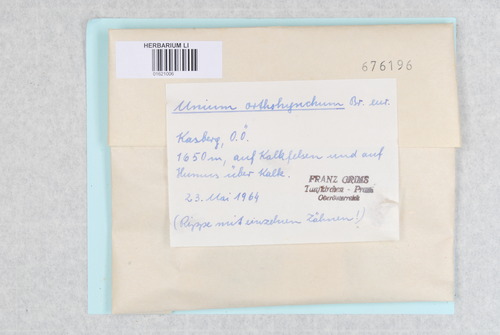 HERBARIUM LI
676196
Mnium orthorhynchum Br. eur.
Kasberg, O.Ö.
1650 m, auf Kalkfelsen und auf
Humus über Kalk.
FRANZ GRIMS
Taufkirchen - Pram
Oberösterreich
23. Mai 1964
(Rippe mit einzelnen Zähnen!)